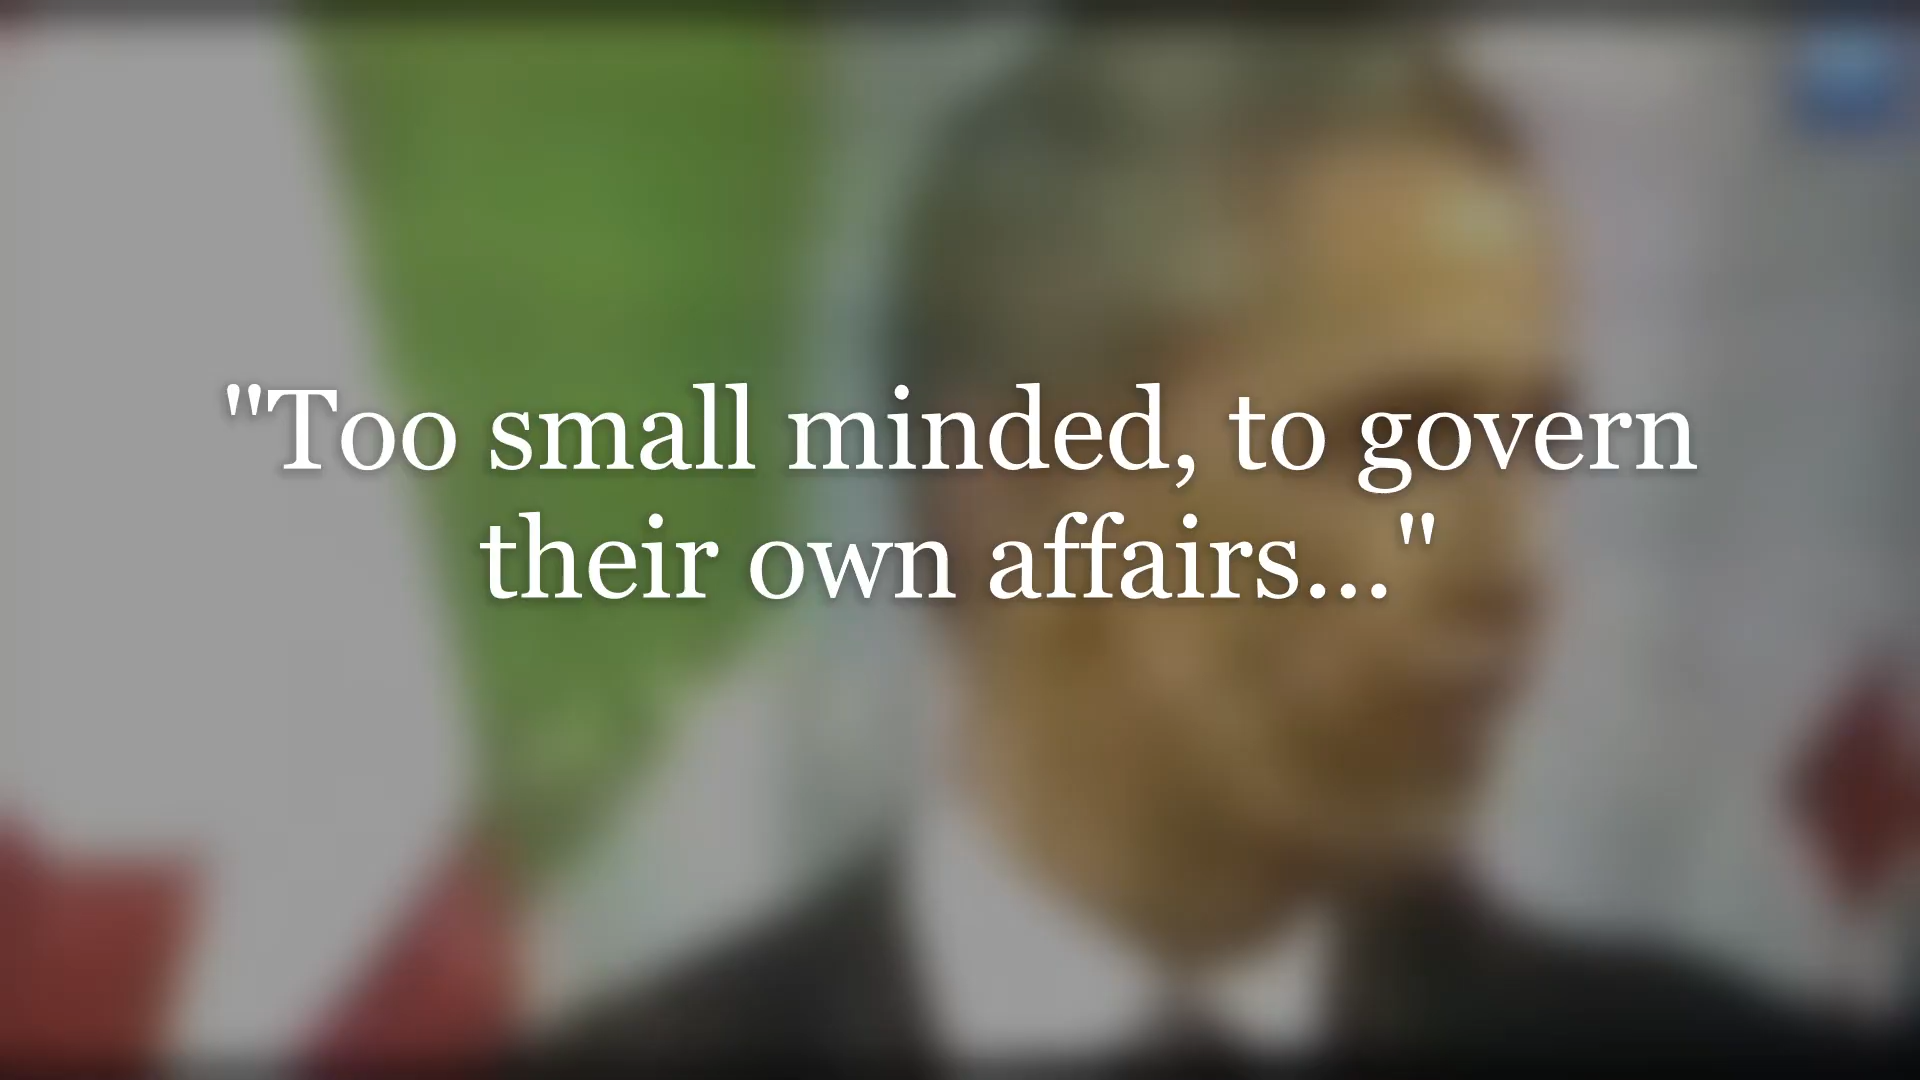 "Too small minded, to govern
their own affairs..."